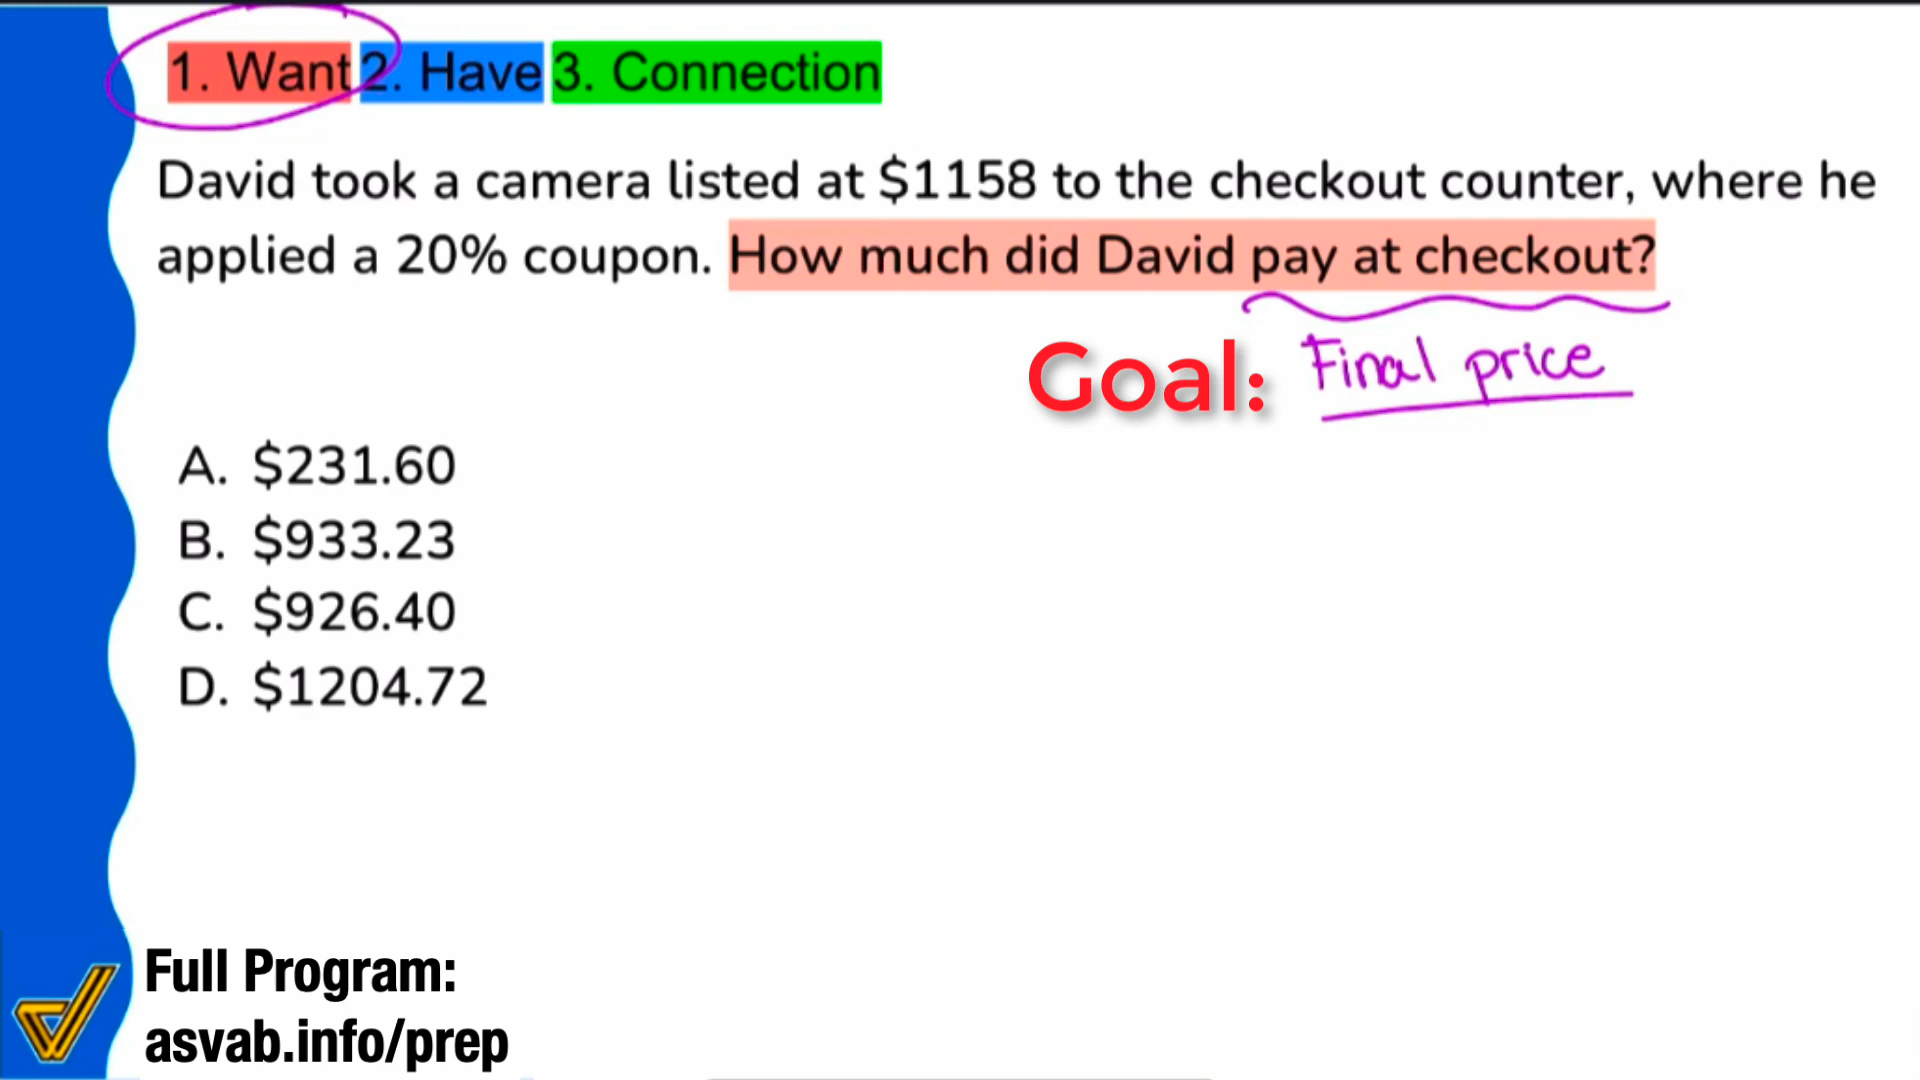 1. Want 2. Have 3. Connection
David took a camera listed at $1158 to the checkout counter, where he
applied a 20% coupon. How much did David pay at checkout?
Goal: Final price
A. $231.60
B. $933.23
C. $926.40
D. $1204.72
Full Program:
asvab.info/prep